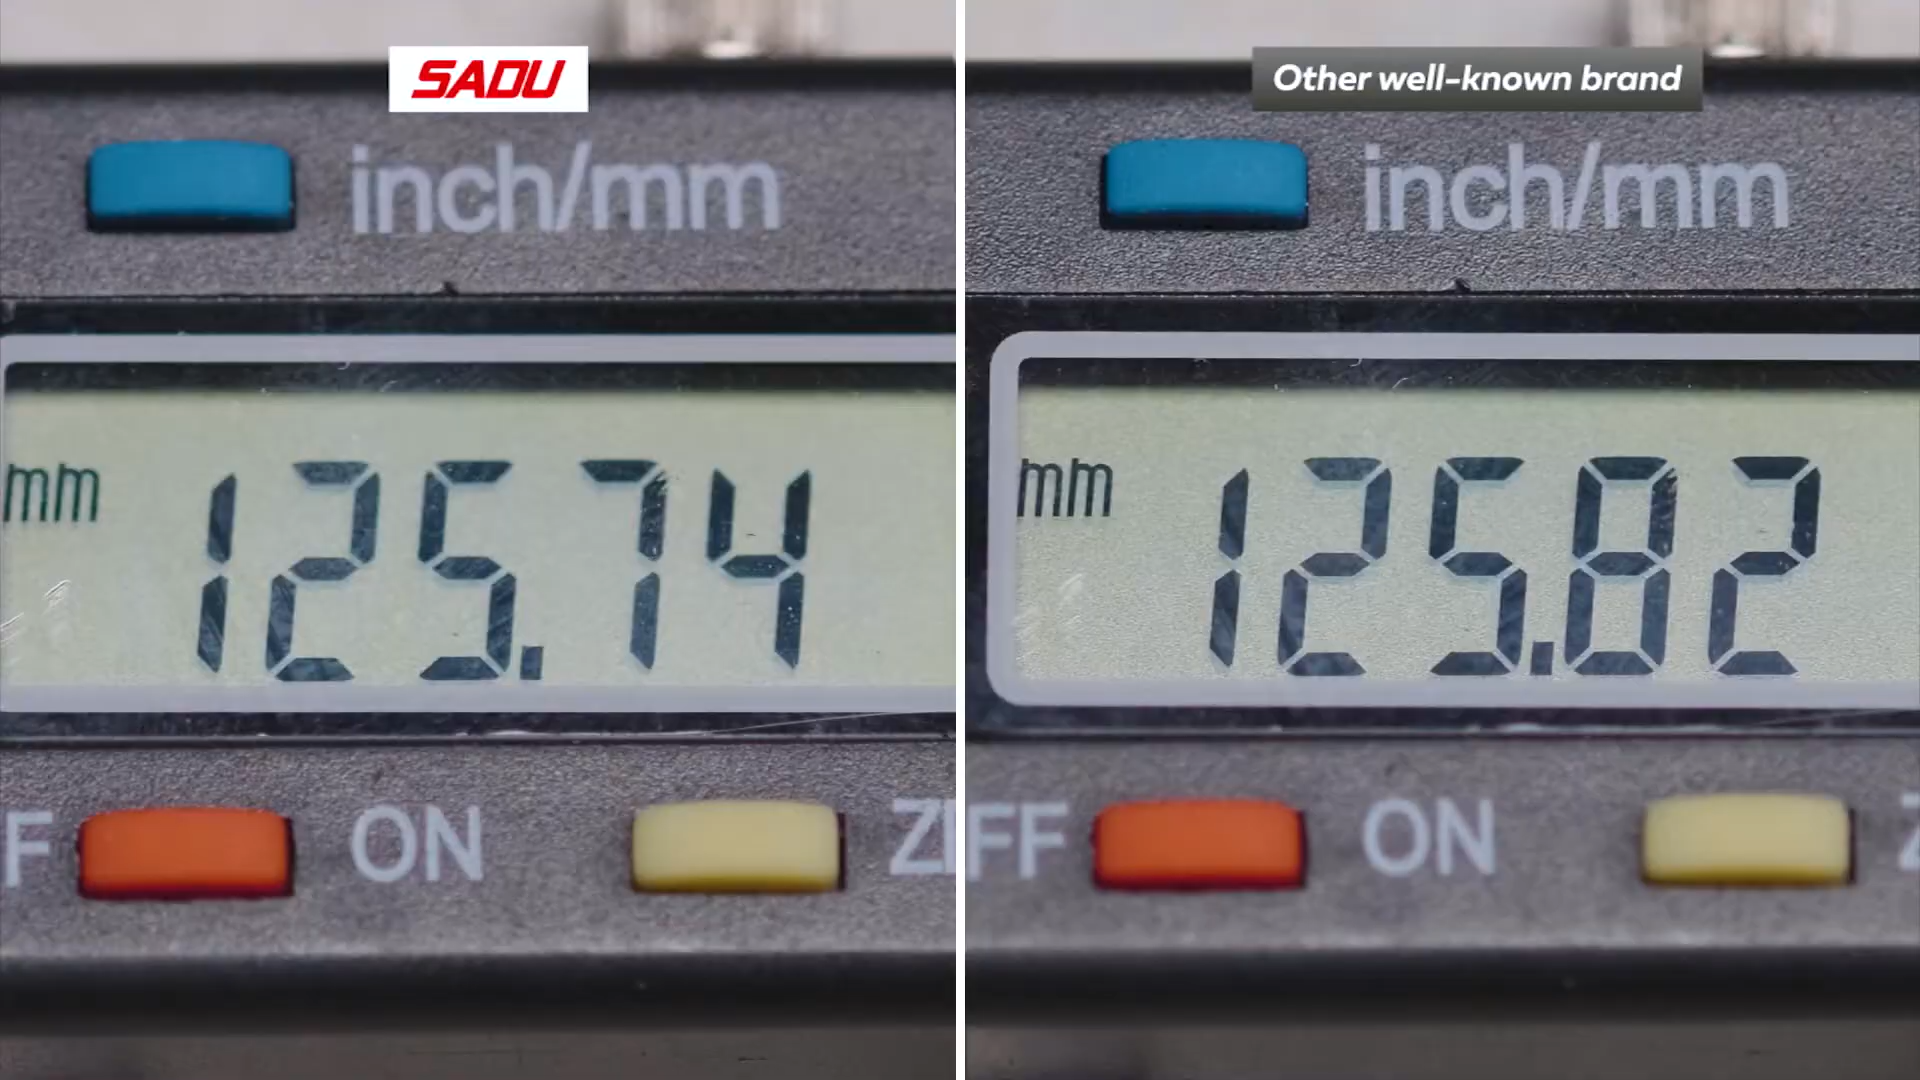 SADU
inch/mm
mm 125.74
F ON Z
Other well-known brand
inch/mm
mm 125.82
FF ON